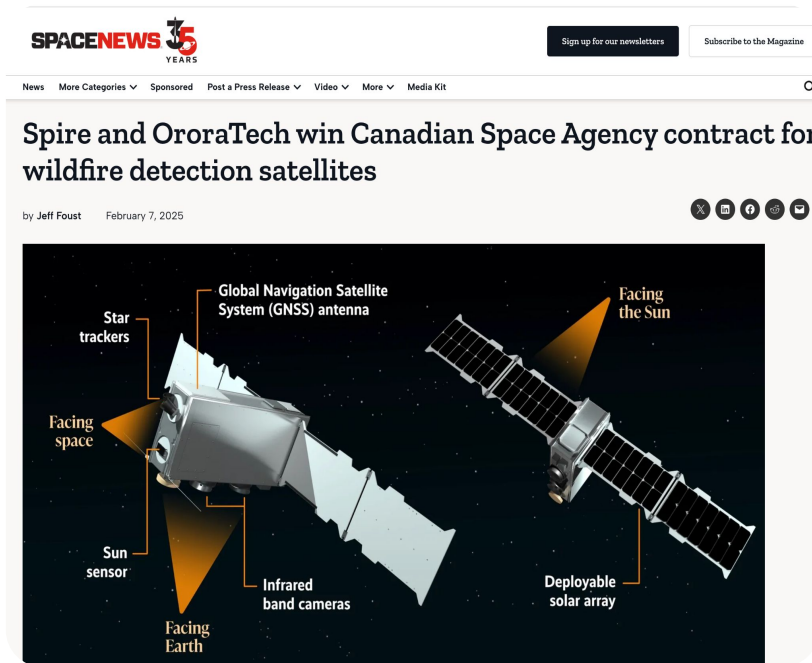 SPACENEWS 35
YEARS
Sign up for our newsletters
Subscribe to the Magazine
News More Categories Sponsored Post a Press Release Video More Media Kit
Spire and OroraTech win Canadian Space Agency contract for
wildfire detection satellites
by Jeff Foust February 7, 2025
Global Navigation Satellite
System (GNSS) antenna
Star
trackers
Facing
space
Sun
sensor
Facing
Earth
Infrared
band cameras
Facing
the Sun
Deployable
solar array